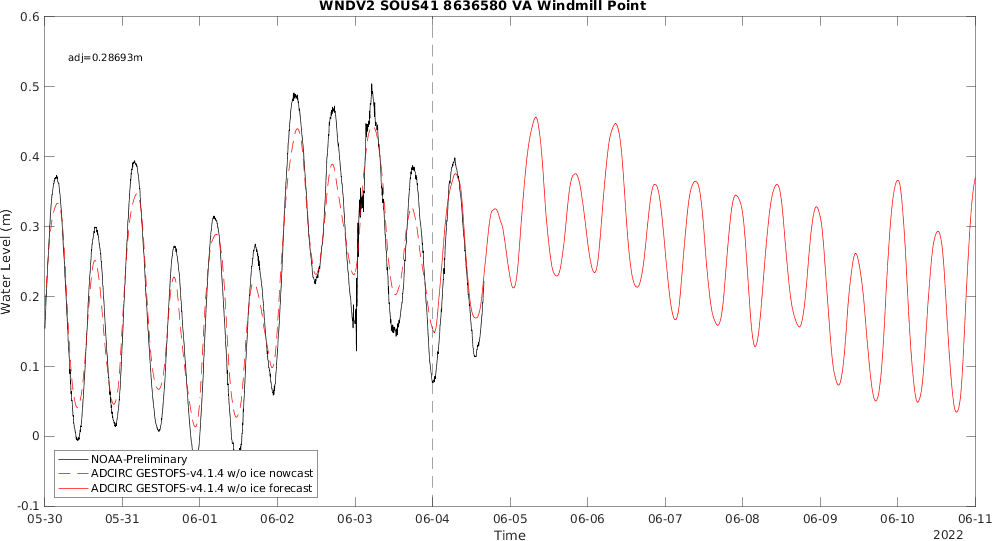 WNDV2 SOUS41 8636580 VA Windmill Point
adj=0.28693m
0.6
0.5
0.4
0.3
0.2
0.1
0
-0.1
Water Level (m)
NOAA-Preliminary
ADCIRC GESTOFS-v4.1.4 w/o ice nowcast
ADCIRC GESTOFS-v4.1.4 w/o ice forecast
05-30 05-31 06-01 06-02 06-03 06-04 06-05 06-06 06-07 06-08 06-09 06-10 06-11
Time
2022